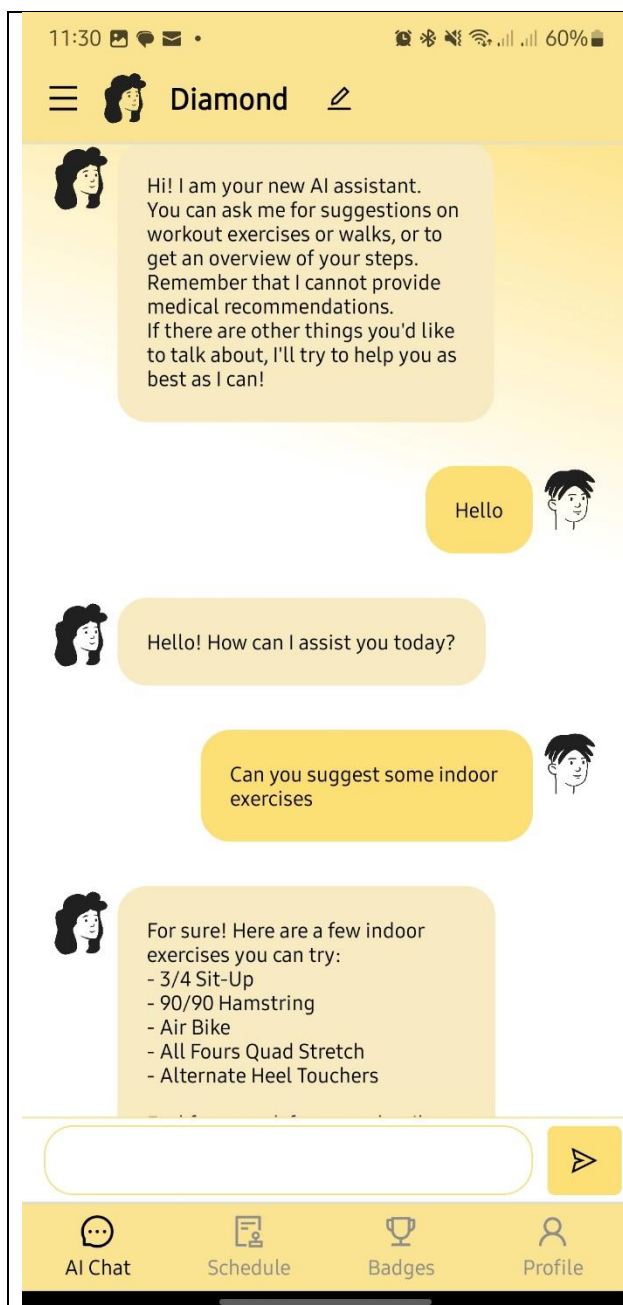 11:30
60%
Diamond
Hi! I am your new AI assistant.
You can ask me for suggestions on
workout exercises or walks, or to
get an overview of your steps.
Remember that I cannot provide
medical recommendations.
If there are other things you'd like
to talk about, I'll try to help you as
best as I can!
Hello
Hello! How can I assist you today?
Can you suggest some indoor
exercises
For sure! Here are a few indoor
exercises you can try:
- 3/4 Sit-Up
- 90/90 Hamstring
- Air Bike
- All Fours Quad Stretch
- Alternate Heel Touchers
AI Chat
Schedule
Badges
Profile